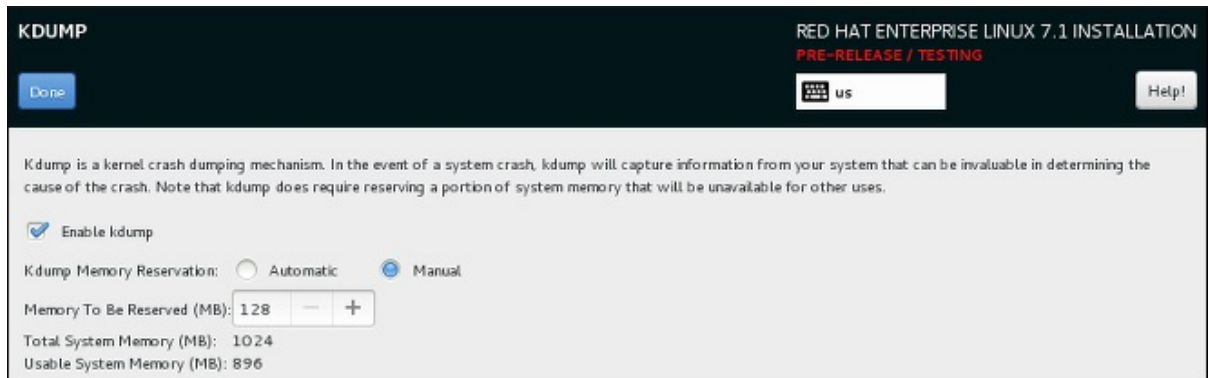 KDUMP
RED HAT ENTERPRISE LINUX 7.1 INSTALLATION
PRE-RELEASE / TESTING
Done
us
Help!
Kdump is a kernel crash dumping mechanism. In the event of a system crash, kdump will capture information from your system that can be invaluable in determining the
cause of the crash. Note that kdump does require reserving a portion of system memory that will be unavailable for other uses.
Enable kdump
Kdump Memory Reservation: Automatic Manual
Memory To Be Reserved (MB): 128 − +
Total System Memory (MB): 1024
Usable System Memory (MB): 896